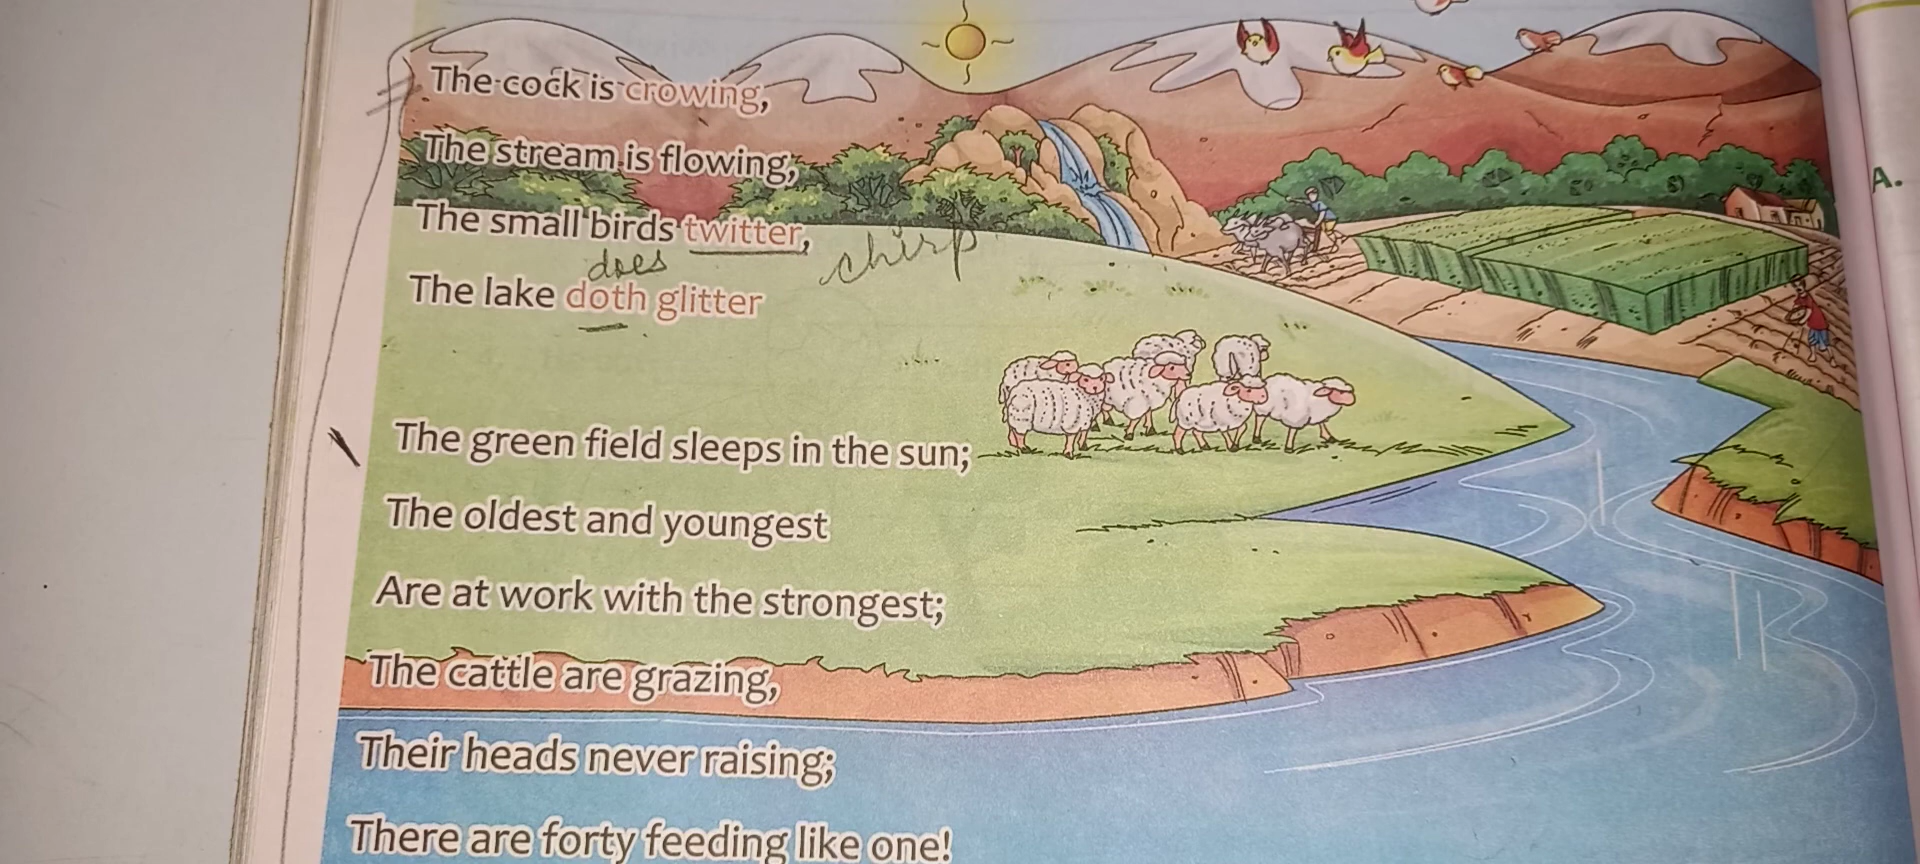 The cock is crowing,
The stream is flowing,
The small birds twitter, chirp
does
The lake doth glitter
The green field sleeps in the sun;
The oldest and youngest
Are at work with the strongest;
The cattle are grazing,
Their heads never raising;
There are forty feeding like one!
A.